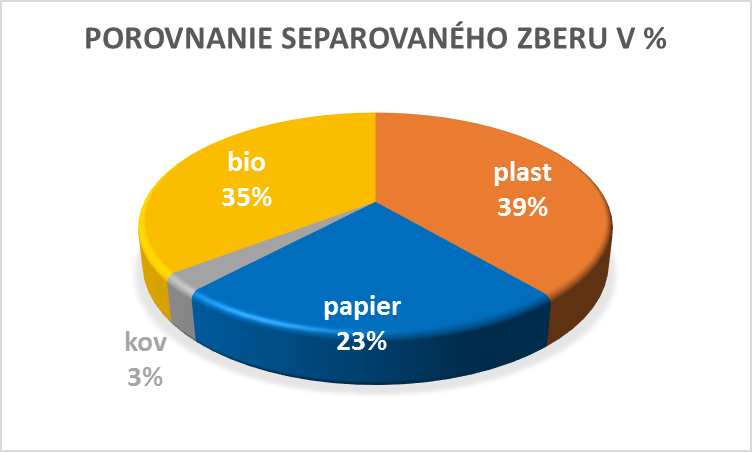 POROVNANIE SEPAROVANÉHO ZBERU V %
bio
35%
plast
39%
papier
23%
kov
3%